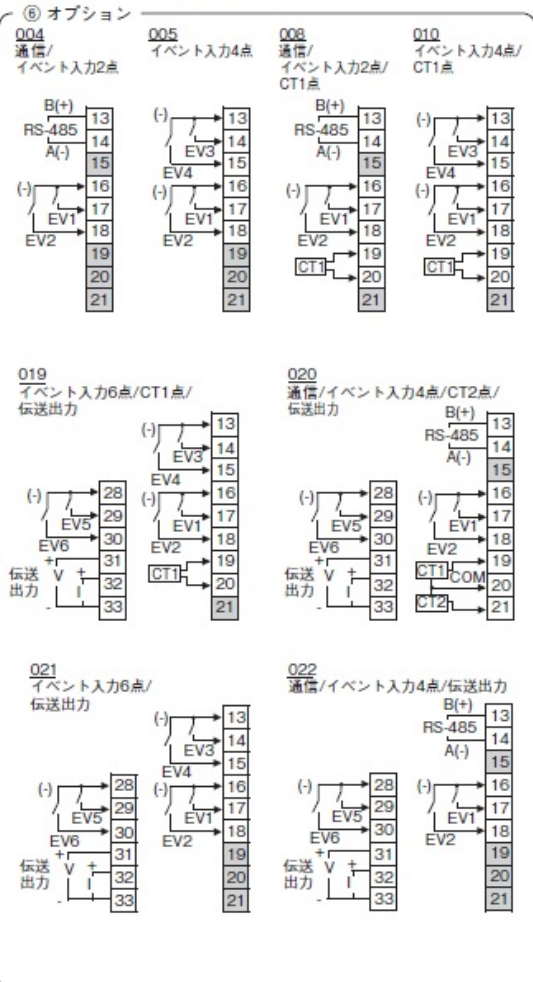 ⑥ オプション
004
通信/
イベント入力2点
B(+)
RS-485
A(-)
(-)
EV1
EV2
13
14
15
16
17
18
19
20
21
005
イベント入力4点
(-)
EV3
EV4
(-)
EV1
EV2
13
14
15
16
17
18
19
20
21
008
通信/
イベント入力2点/
CT1点
B(+)
RS-485
A(-)
(-)
EV1
EV2
CT1
13
14
15
16
17
18
19
20
21
010
イベント入力4点/
CT1点
(-)
EV3
EV4
(-)
EV1
EV2
CT1
13
14
15
16
17
18
19
20
21
019
イベント入力6点/CT1点/
伝送出力
(-)
EV5
EV6
+
V
+
I
-
伝送
出力
28
29
30
31
32
33
(-)
EV3
EV4
(-)
EV1
EV2
CT1
13
14
15
16
17
18
19
20
21
020
通信/イベント入力4点/CT2点/
伝送出力
(-)
EV5
EV6
+
V
+
I
-
伝送
出力
28
29
30
31
32
33
B(+)
RS-485
A(-)
(-)
EV1
EV2
CT1
COM
CT2
13
14
15
16
17
18
19
20
21
021
イベント入力6点/
伝送出力
(-)
EV5
EV6
+
V
+
I
-
伝送
出力
28
29
30
31
32
33
(-)
EV3
EV4
(-)
EV1
EV2
13
14
15
16
17
18
19
20
21
022
通信/イベント入力4点/伝送出力
(-)
EV5
EV6
+
V
+
I
-
伝送
出力
28
29
30
31
32
33
B(+)
RS-485
A(-)
(-)
EV1
EV2
13
14
15
16
17
18
19
20
21